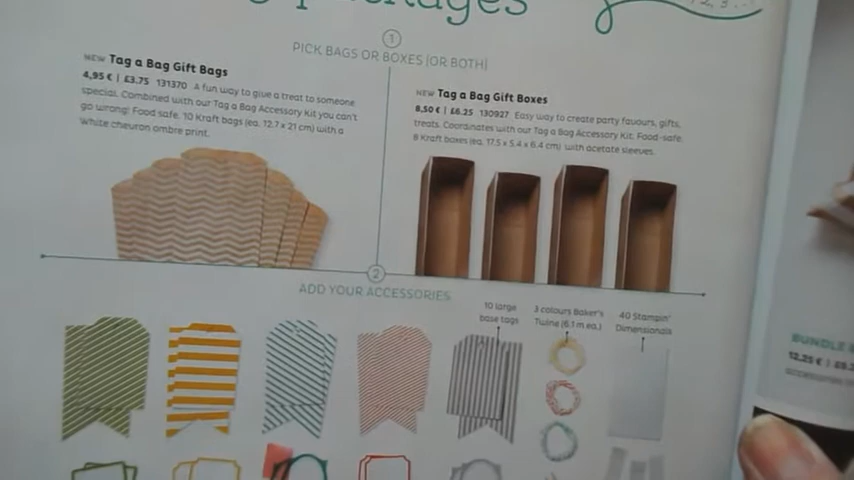 packages
1
PICK BAGS OR BOXES (OR BOTH)
NEW Tag a Bag Gift Bags
4,95 € | £3.75 131370 A fun way to give a treat to someone
special. Combined with our Tag a Bag Accessory Kit you can't
go wrong! Food safe. 10 Kraft bags (ea. 12.7 x 21 cm) with a
white chevron ombre print.
NEW Tag a Bag Gift Boxes
8,50 € | £6.25 130927 Easy way to create party favours, gifts,
treats. Coordinates with our Tag a Bag Accessory Kit. Food-safe.
8 Kraft boxes (ea. 17.5 x 5.4 x 6.4 cm) with acetate sleeves.
2
ADD YOUR ACCESSORIES
10 large
base tags
3 colours Baker's
Twine (6.1 m ea.)
40 Stampin'
Dimensionals
BUNDLE
12,25 € |